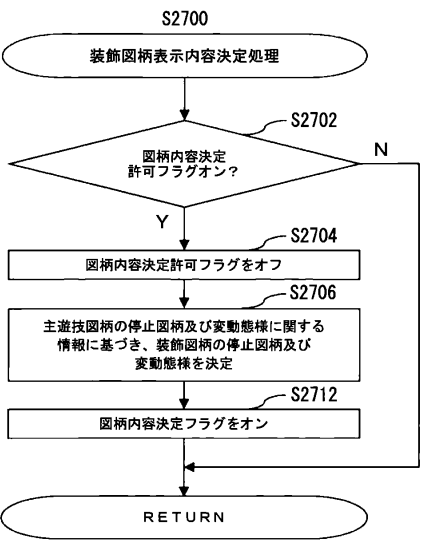 S2700
装飾図柄表示内容決定処理
S2702
図柄内容決定
許可フラグオン？
N
Y
S2704
図柄内容決定許可フラグをオフ
S2706
主遊技図柄の停止図柄及び変動態様に関する
情報に基づき、装飾図柄の停止図柄及び
変動態様を決定
S2712
図柄内容決定フラグをオン
RETURN